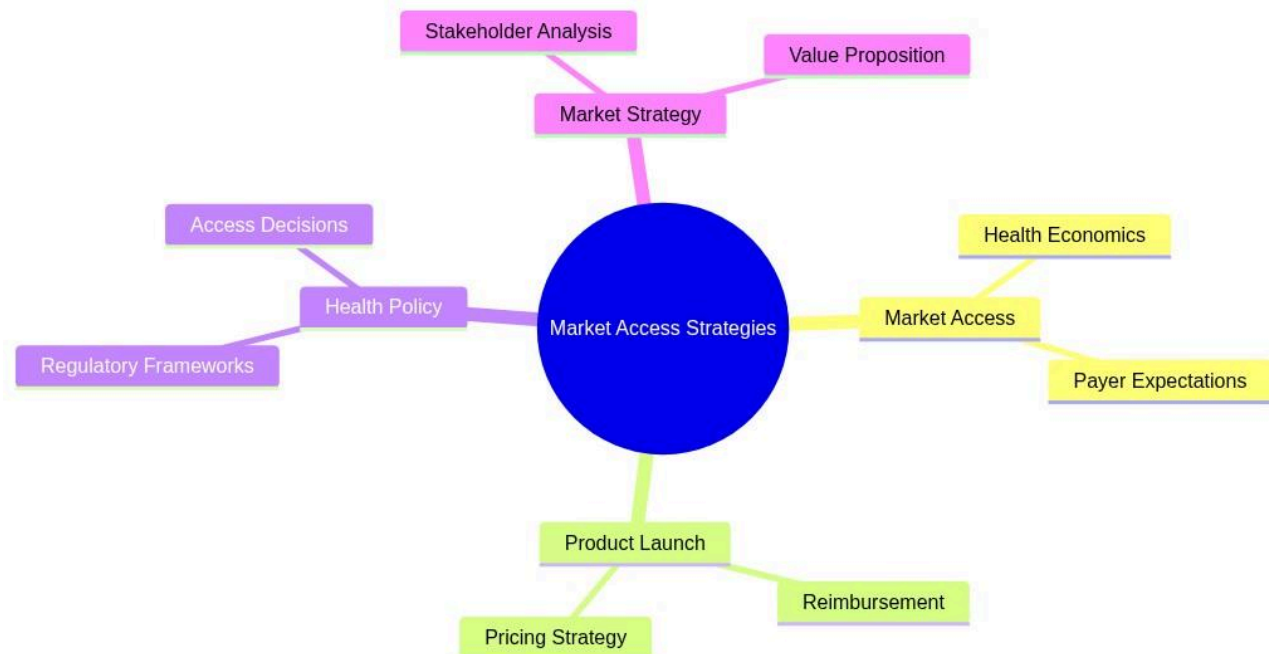 Stakeholder Analysis
Value Proposition
Market Strategy
Access Decisions
Health Economics
Health Policy
Market Access Strategies
Market Access
Regulatory Frameworks
Payer Expectations
Product Launch
Reimbursement
Pricing Strategy